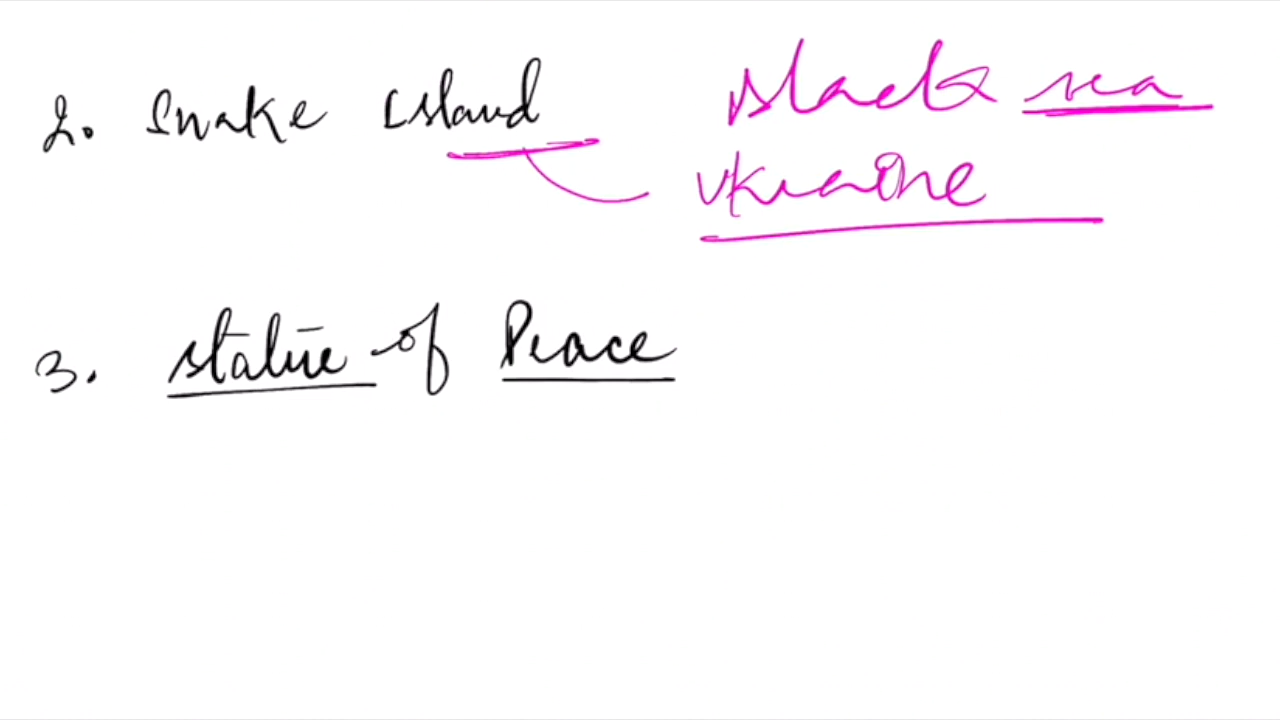 2. Snake Island
Black sea
Ukraine
3. Statue of Peace